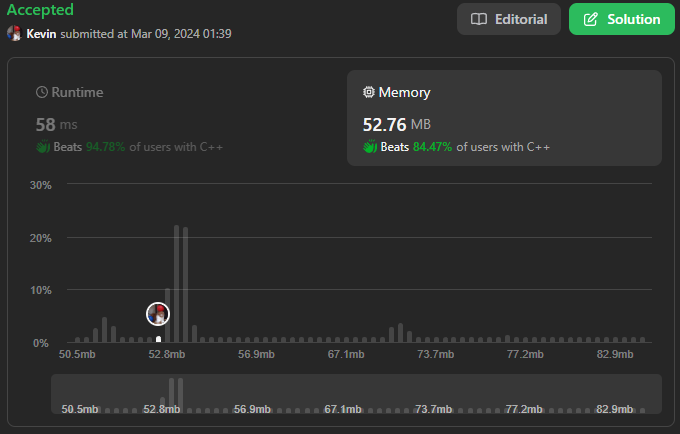 Accepted
Editorial
Solution
Kevin submitted at Mar 09, 2024 01:39
Runtime
Memory
58 ms
52.76 MB
Beats 94.78% of users with C++
Beats 84.47% of users with C++
30%
20%
10%
0%
50.5mb 52.8mb 56.9mb 67.1mb 73.7mb 77.2mb 82.9mb
50.5mb 52.8mb 56.9mb 67.1mb 73.7mb 77.2mb 82.9mb